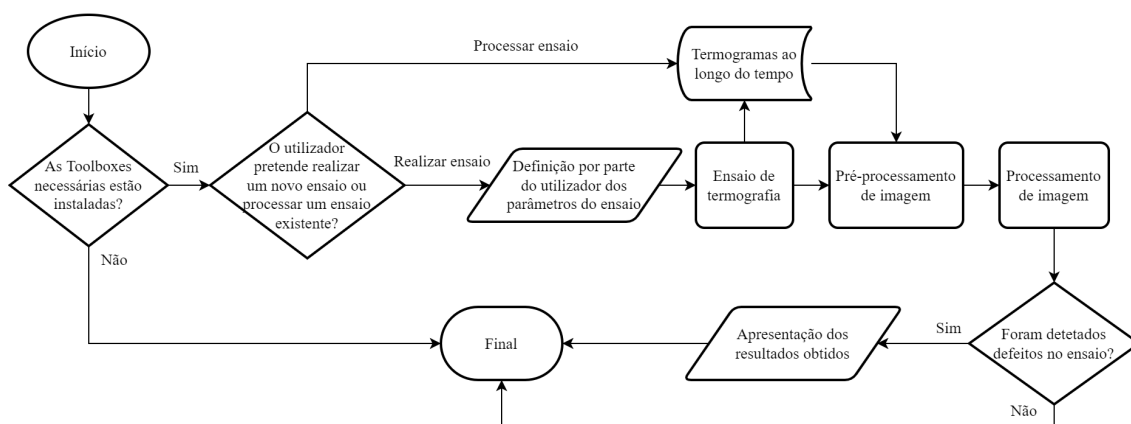 Início
As Toolboxes
necessárias estão
instaladas?
Sim
Não
O utilizador
pretende realizar
um novo ensaio ou
processar um ensaio
existente?
Processar ensaio
Realizar ensaio
Definição por parte
do utilizador dos
parâmetros do ensaio
Ensaio de
termografia
Termogramas ao
longo do tempo
Pré-processamento
de imagem
Processamento
de imagem
Foram detetados
defeitos no ensaio?
Sim
Não
Apresentação dos
resultados obtidos
Final